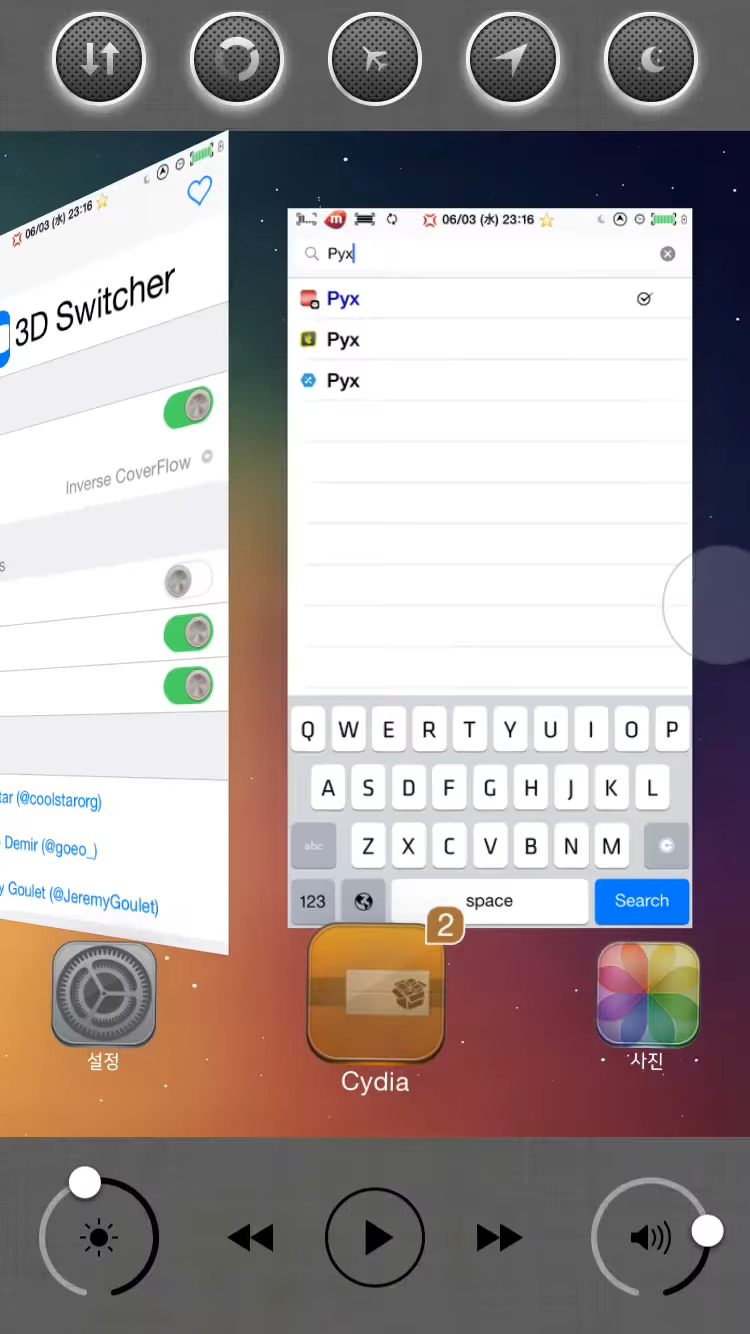 06/03 (水) 23:16
3D Switcher
Inverse CoverFlow
s
tar (@coolstarorg)
Demir (@goeo_)
y Goulet (@JeremyGoulet)
m
06/03 (水) 23:16
Pyx
Pyx
Pyx
Pyx
Q W E R T Y U I O P
A S D F G H J K L
abc Z X C V B N M
123 space Search
2
설정
Cydia
사진